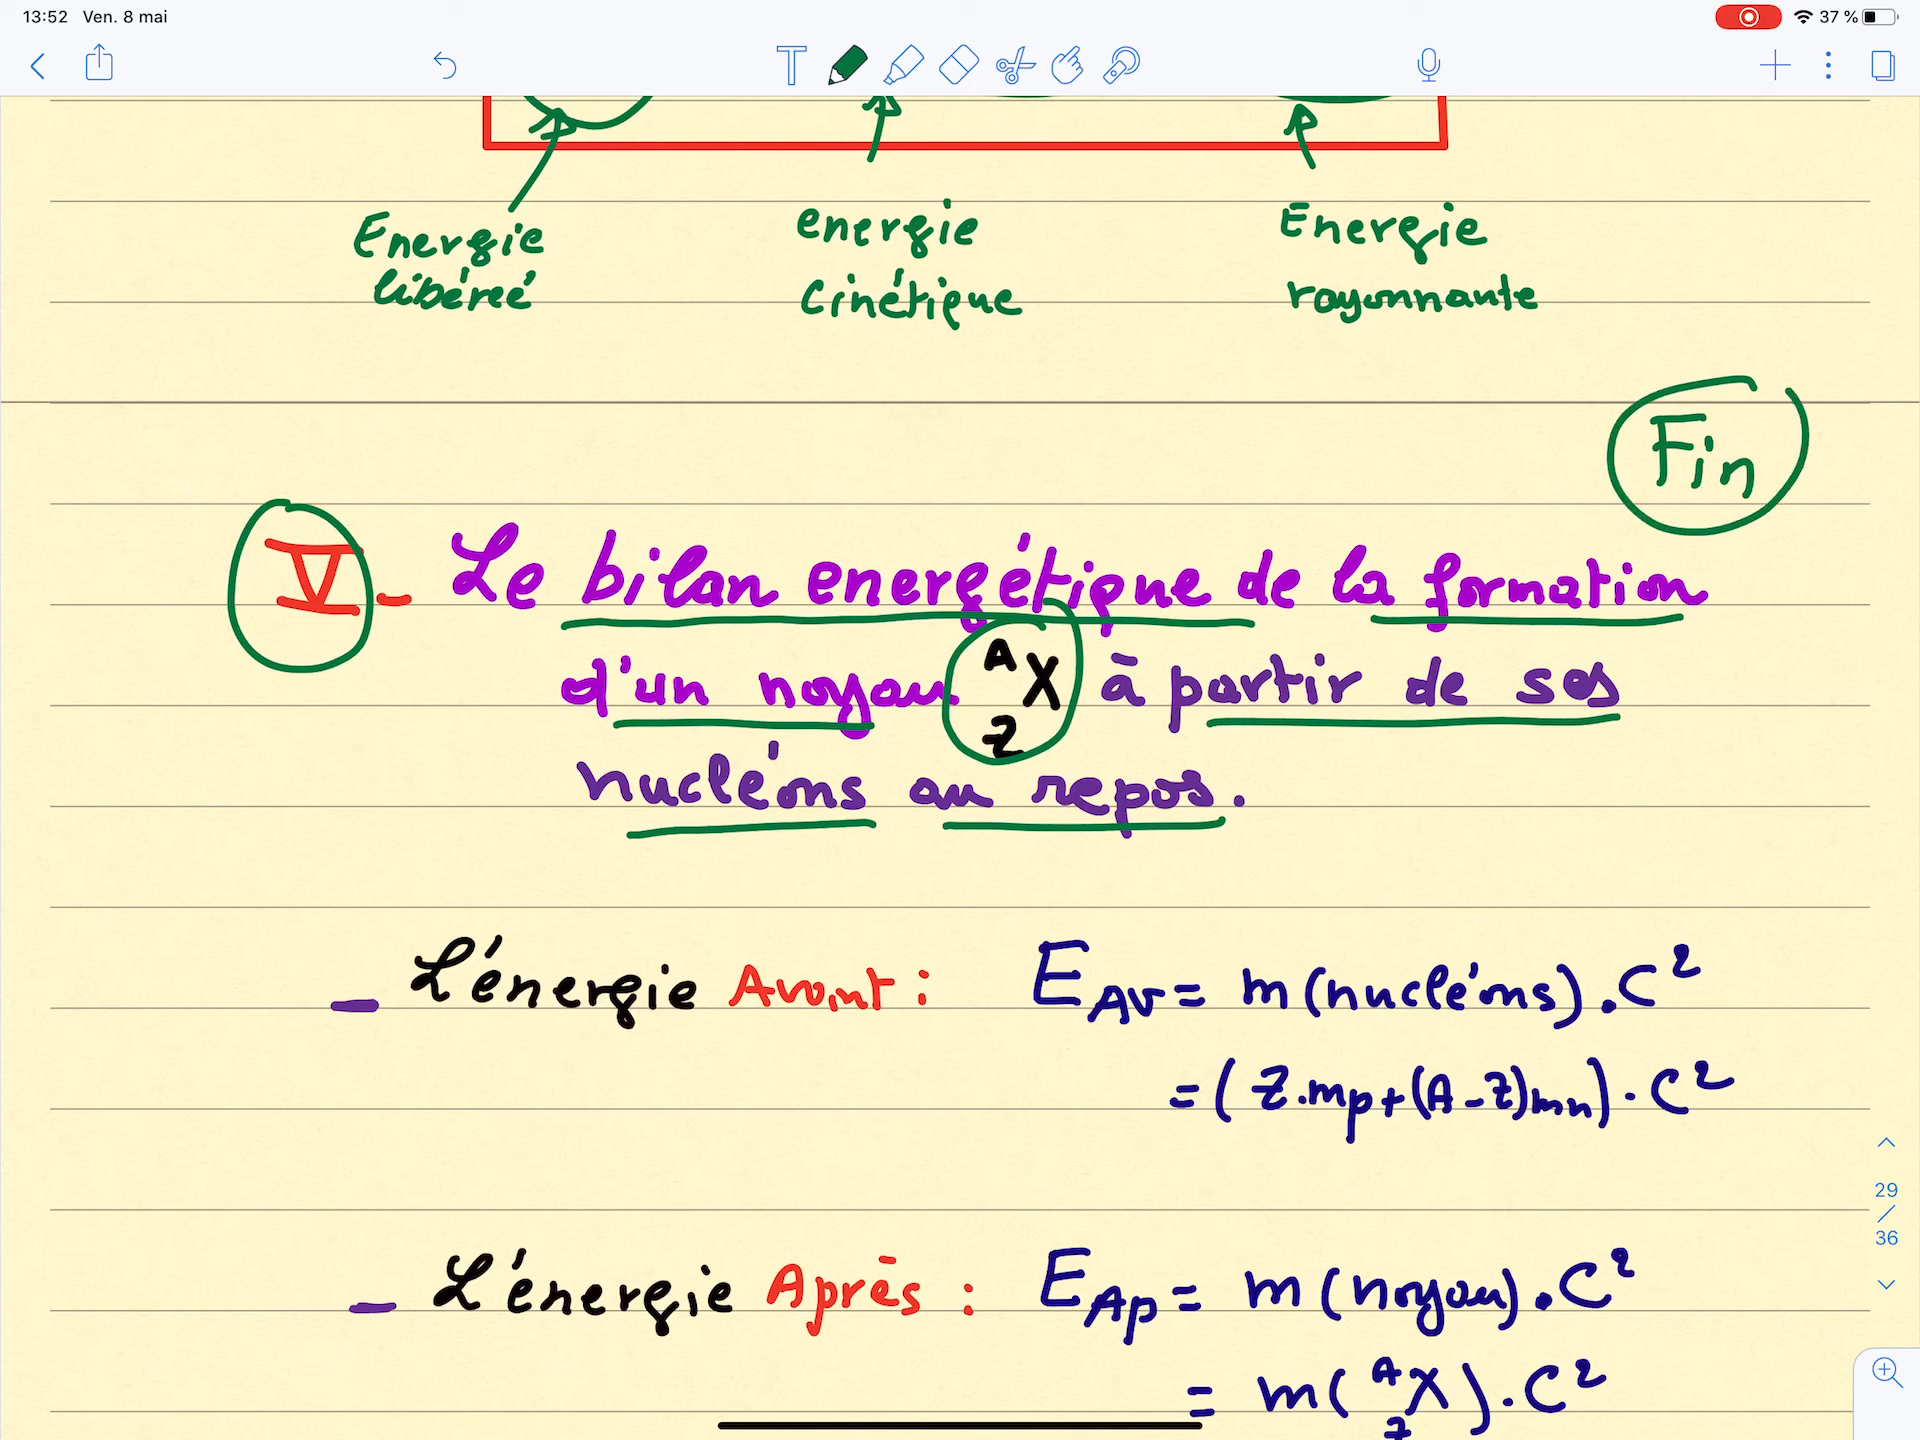 13:52 Ven. 8 mai 37 %
Energie energie Energie
libéreé Cinétique rayonnante
Fin
V- Le bilan energétique de la formation
d'un noyau ᴬ_Z X à partir de ses
nucléons au repos.
- L'énergie Avant : E_AV = m (nucléons) . C²
= ( Z.mp + (A-Z)mn) . C²
- L'énergie Après : E_Ap = m (noyau) . C²
= m( ᴬ_Z X ) . C²
29
/
36